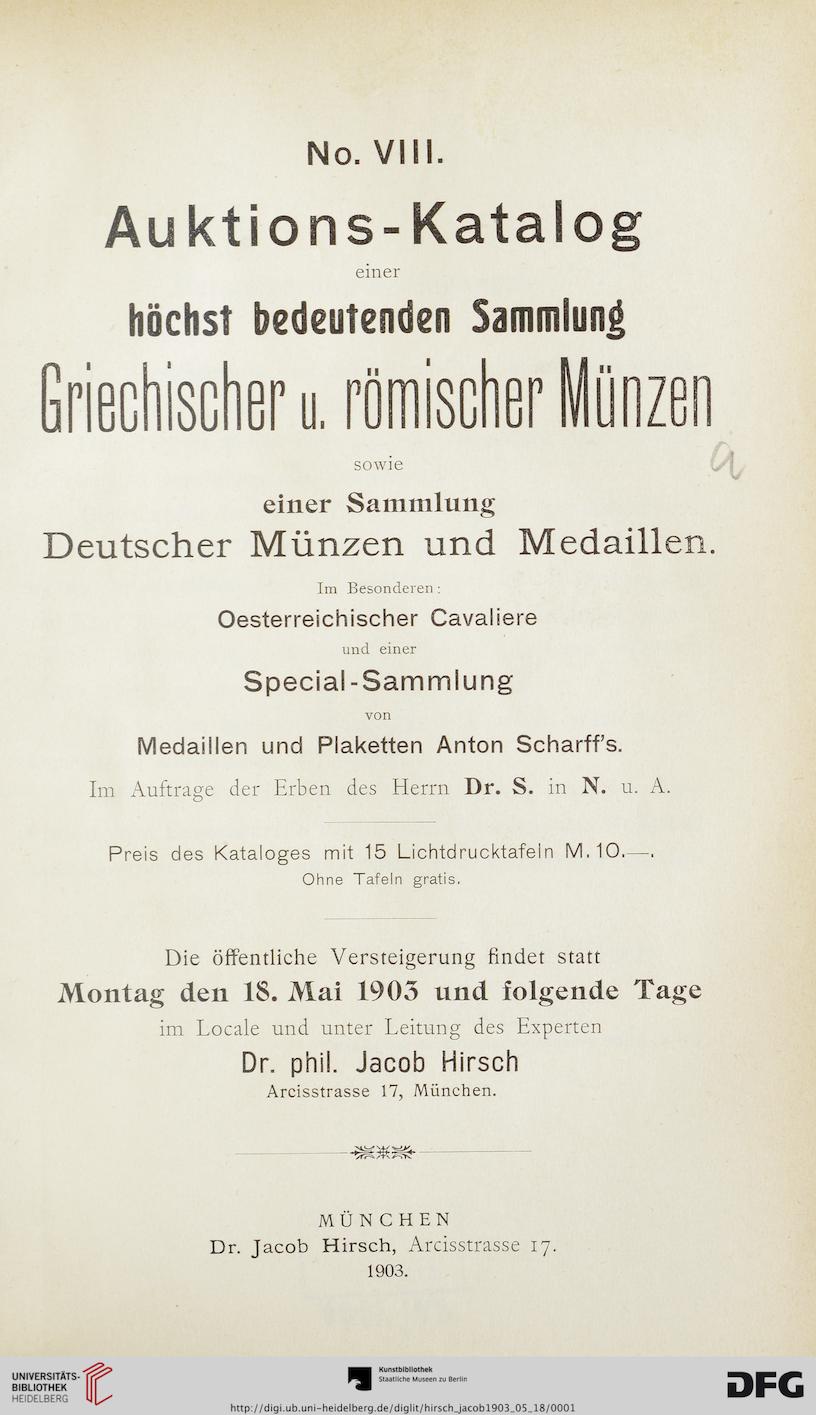 No. VIII.
Auktions-Katalog
einer
höchst bedeutenden Sammlung
Griechischer u. römischer Münzen
a
sowie
einer Sammlung
Deutscher Münzen und Medaillen.
Im Besonderen:
Oesterreichischer Cavaliere
und einer
Special-Sammlung
von
Medaillen und Plaketten Anton Scharff's.
Im Auftrage der Erben des Herrn Dr. S. in N. u. A.
Preis des Kataloges mit 15 Lichtdrucktafeln M. 10.—.
Ohne Tafeln gratis.
Die öffentliche Versteigerung findet statt
Montag den 18. Mai 1903 und folgende Tage
im Locale und unter Leitung des Experten
Dr. phil. Jacob Hirsch
Arcisstrasse 17, München.
MÜNCHEN
Dr. Jacob Hirsch, Arcisstrasse 17.
1903.
UNIVERSITÄTS-
BIBLIOTHEK
HEIDELBERG
Kunstbibliothek
Staatliche Museen zu Berlin
DFG
http://digi.ub.uni-heidelberg.de/diglit/hirsch_jacob1903_05_18/0001